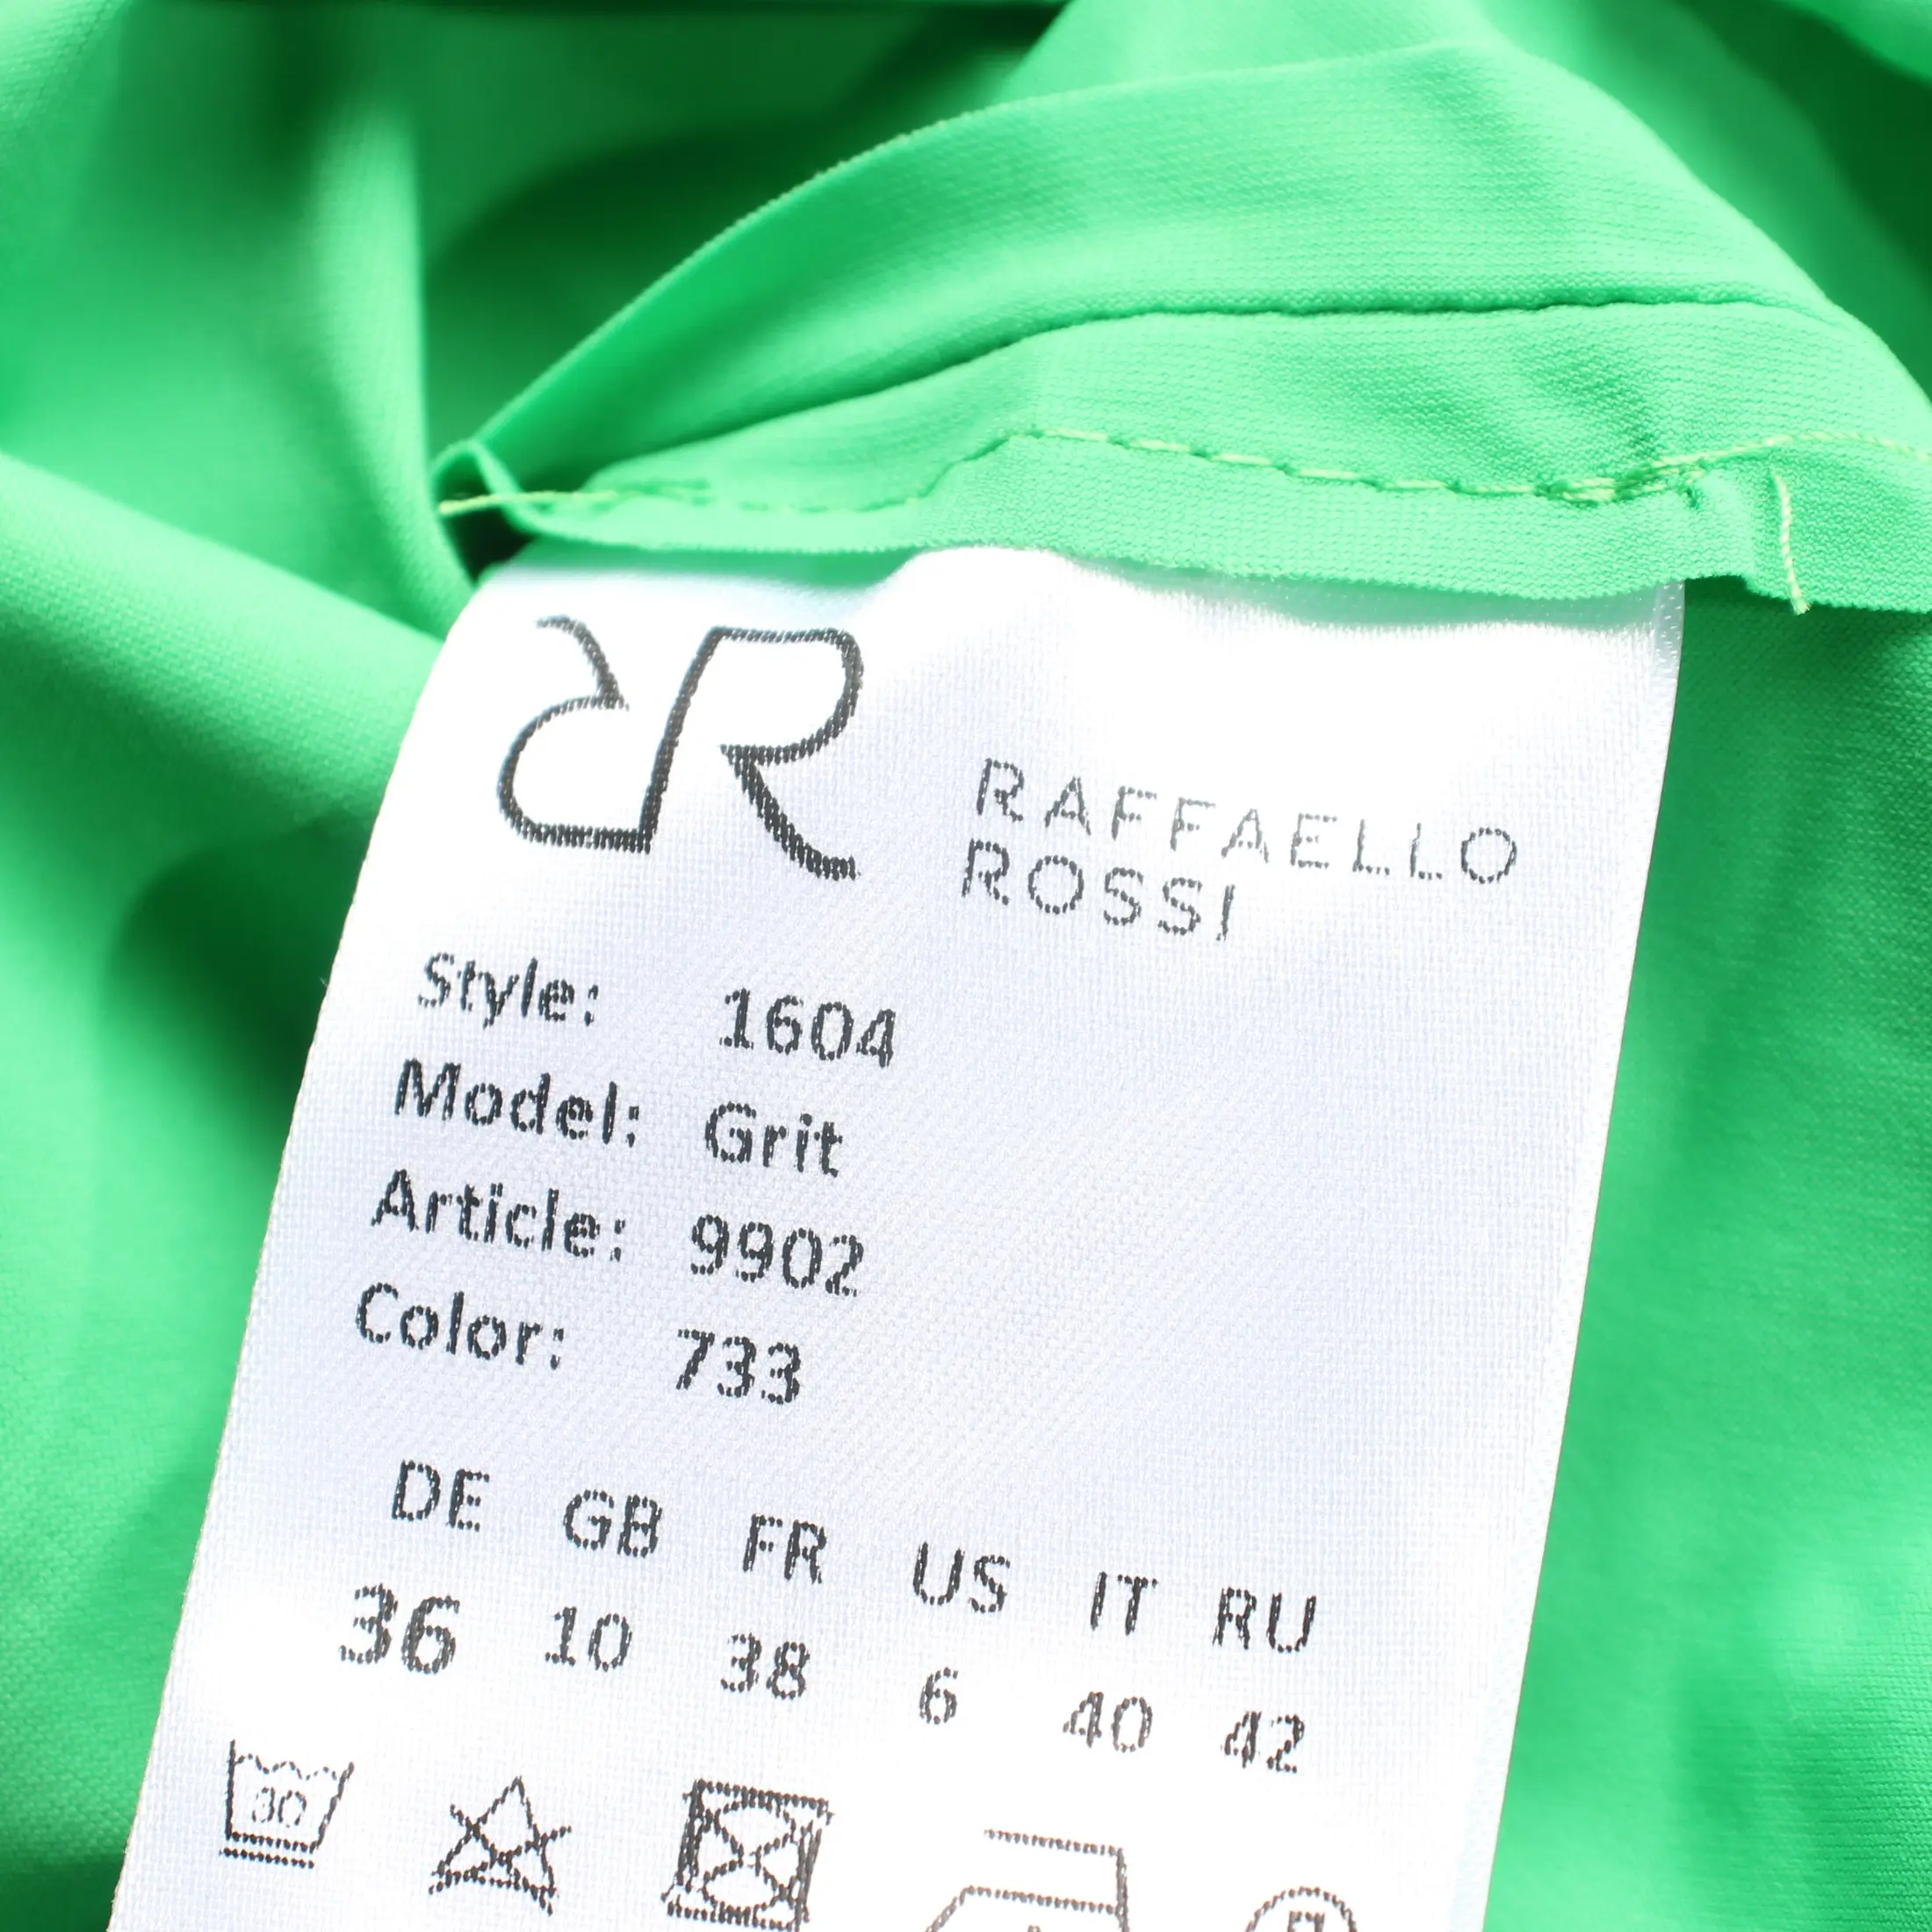 RAFFAELLO
ROSSI
Style: 1604
Model: Grit
Article: 9902
Color: 733
DE GB FR US IT RU
36 10 38 6 40 42
30